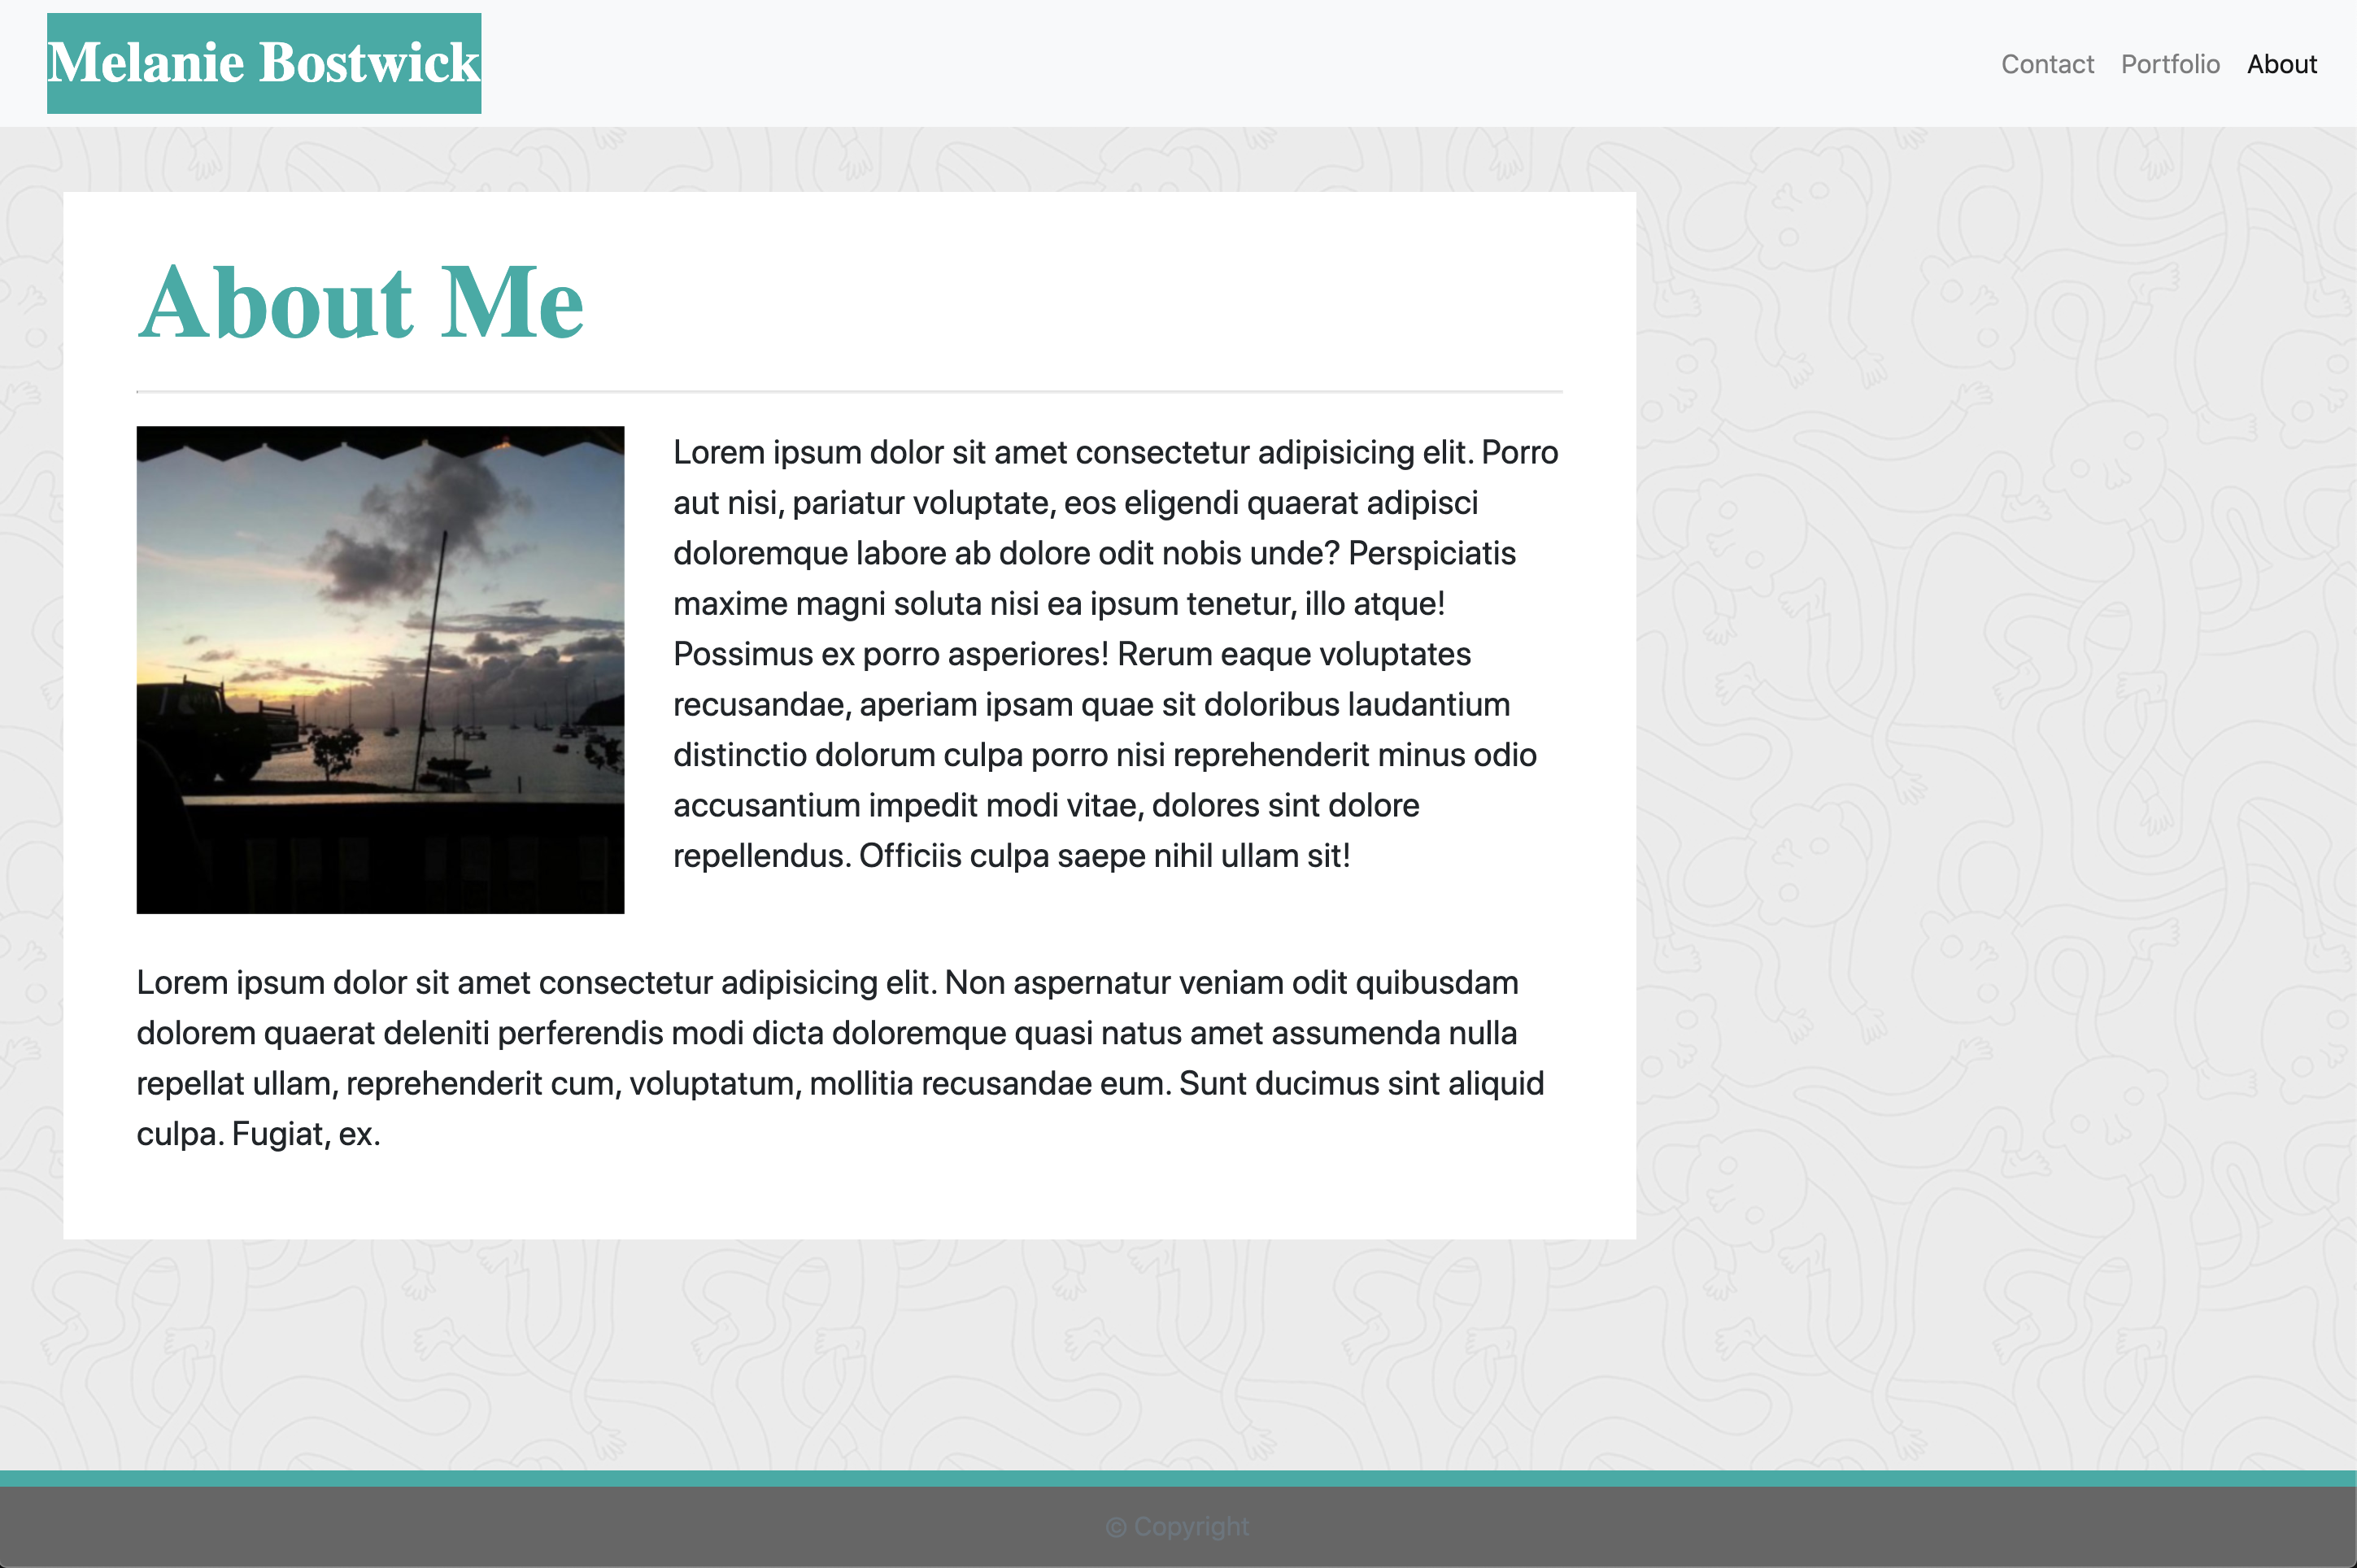 Melanie Bostwick
Contact Portfolio About
About Me
Lorem ipsum dolor sit amet consectetur adipisicing elit. Porro
aut nisi, pariatur voluptate, eos eligendi quaerat adipisci
doloremque labore ab dolore odit nobis unde? Perspiciatis
maxime magni soluta nisi ea ipsum tenetur, illo atque!
Possimus ex porro asperiores! Rerum eaque voluptates
recusandae, aperiam ipsam quae sit doloribus laudantium
distinctio dolorum culpa porro nisi reprehenderit minus odio
accusantium impedit modi vitae, dolores sint dolore
repellendus. Officiis culpa saepe nihil ullam sit!
Lorem ipsum dolor sit amet consectetur adipisicing elit. Non aspernatur veniam odit quibusdam
dolorem quaerat deleniti perferendis modi dicta doloremque quasi natus amet assumenda nulla
repellat ullam, reprehenderit cum, voluptatum, mollitia recusandae eum. Sunt ducimus sint aliquid
culpa. Fugiat, ex.
© Copyright